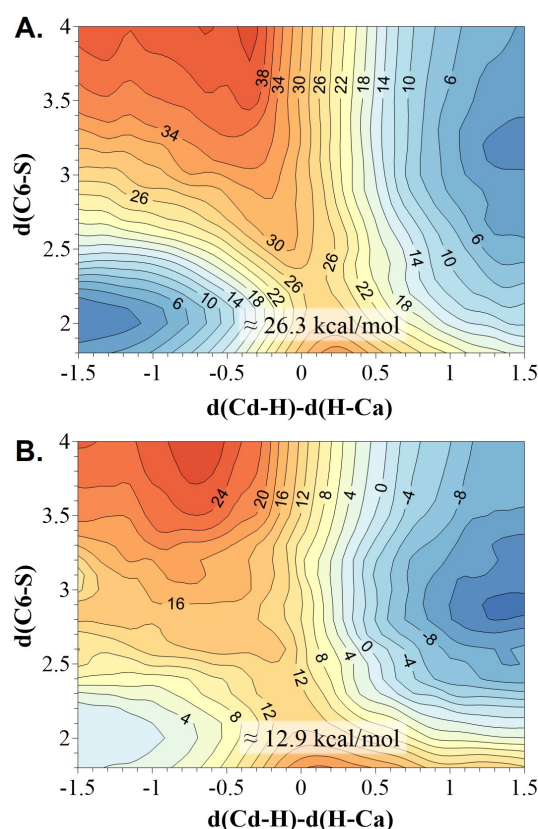 A.
4
38 34 30 26 22 18 14 10 6
3.5
34
d(C6-S)
3
26
2.5
30 26 14 10 6
26
22
18
14
10
6
22 18
2
≈ 26.3 kcal/mol
-1.5 -1 -0.5 0 0.5 1 1.5
d(Cd-H)-d(H-Ca)
B.
4
24 20 16 12 8 4 0 -4 -8
3.5
d(C6-S)
3
16
2.5
8 4 0 -4 -8
12
12
8
4
2
≈ 12.9 kcal/mol
-1.5 -1 -0.5 0 0.5 1 1.5
d(Cd-H)-d(H-Ca)